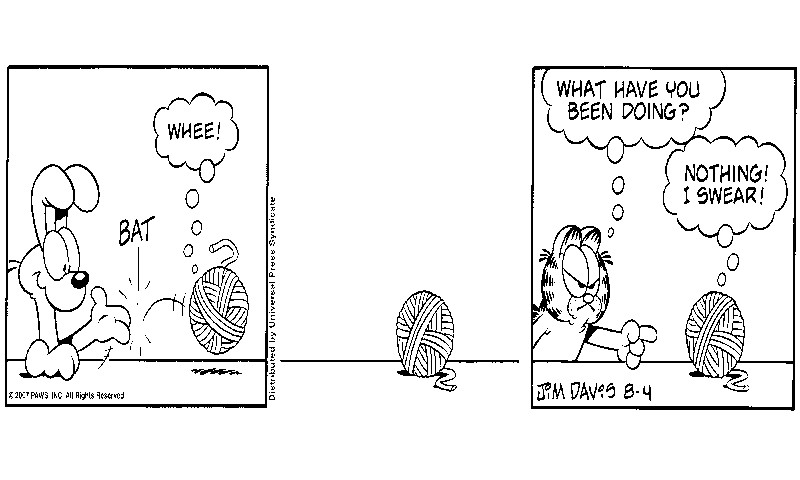 WHEE!
BAT
© 2007 PAWS, INC. All Rights Reserved
Distributed by Universal Press Syndicate
WHAT HAVE YOU
BEEN DOING?
NOTHING!
I SWEAR!
JIM DAVIS 8-4